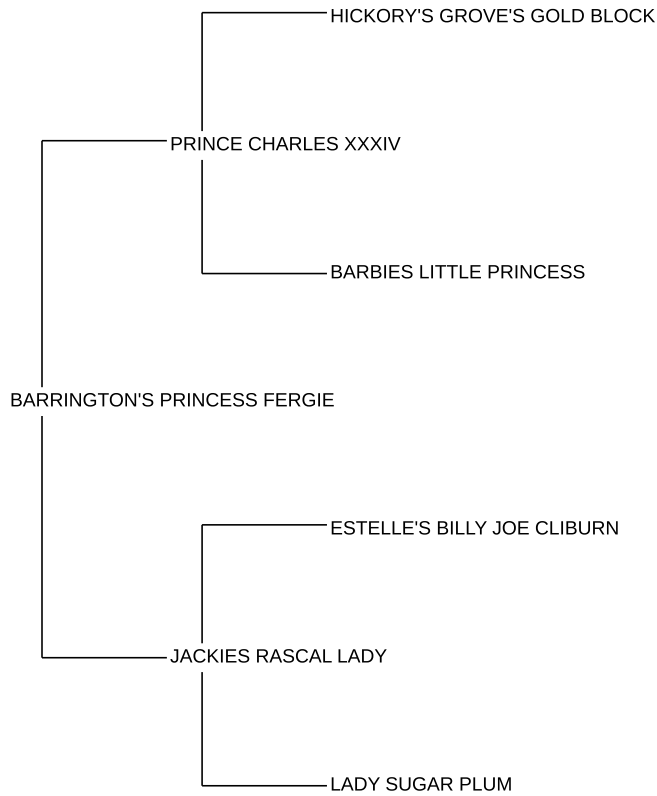 HICKORY'S GROVE'S GOLD BLOCK
PRINCE CHARLES XXXIV
BARBIES LITTLE PRINCESS
BARRINGTON'S PRINCESS FERGIE
ESTELLE'S BILLY JOE CLIBURN
JACKIES RASCAL LADY
LADY SUGAR PLUM